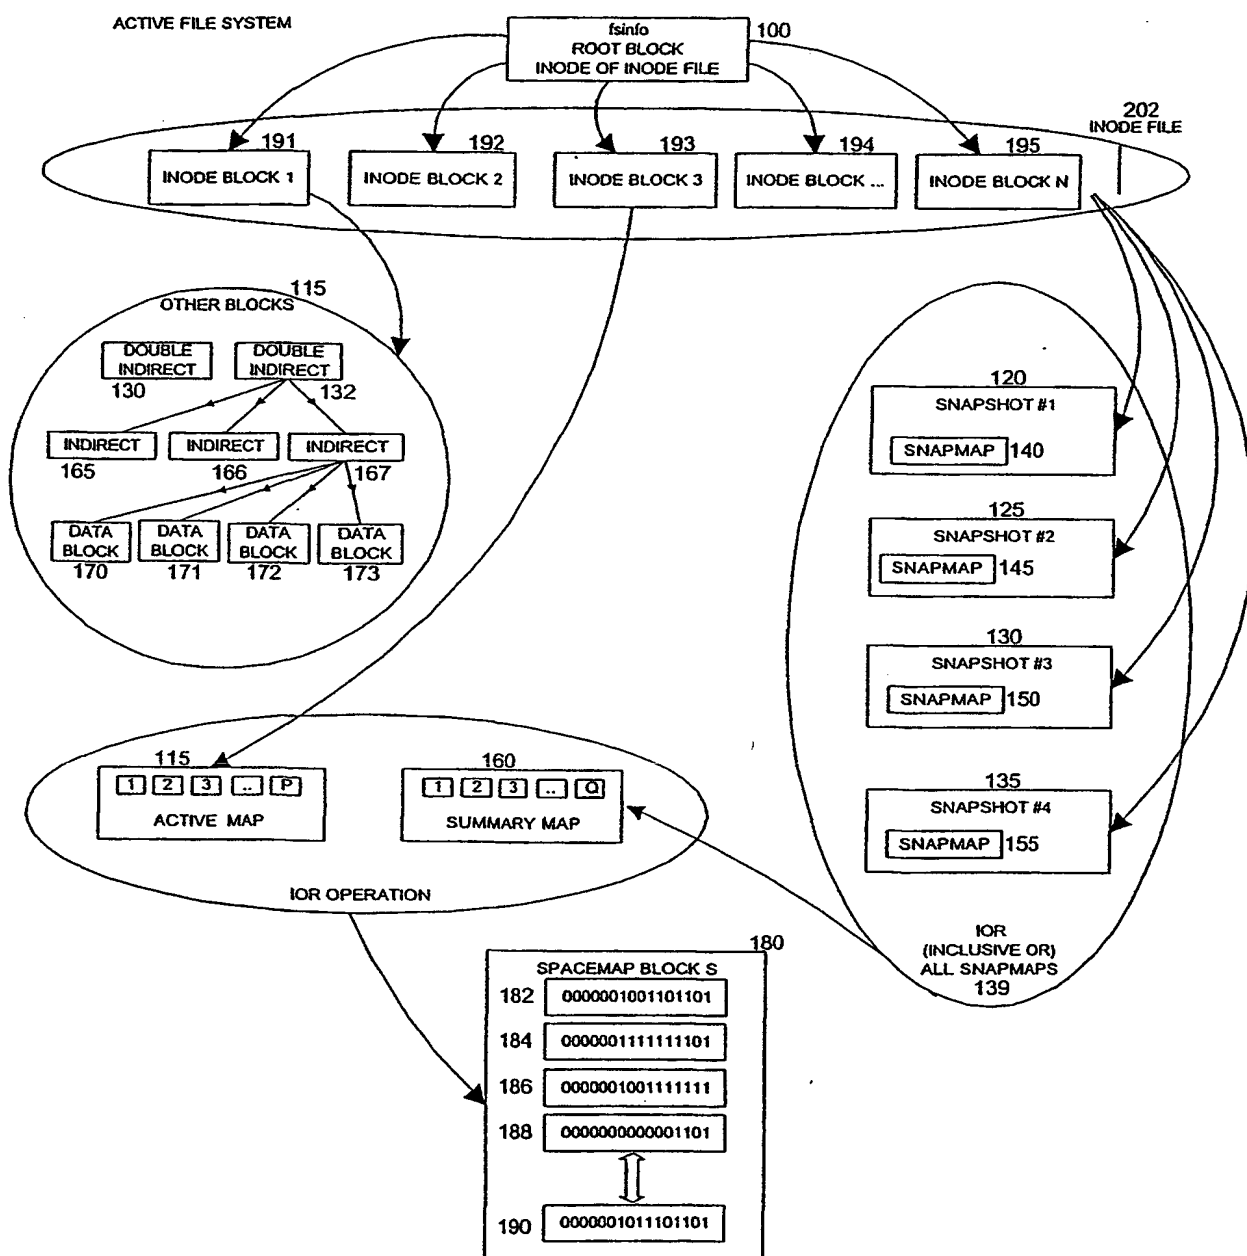 ACTIVE FILE SYSTEM
fsinfo
ROOT BLOCK
INODE OF INODE FILE
100
202
INODE FILE
191
192
193
194
195
INODE BLOCK 1
INODE BLOCK 2
INODE BLOCK 3
INODE BLOCK ...
INODE BLOCK N
115
OTHER BLOCKS
DOUBLE INDIRECT
DOUBLE INDIRECT
130
132
INDIRECT
INDIRECT
INDIRECT
165
166
167
DATA BLOCK
DATA BLOCK
DATA BLOCK
DATA BLOCK
170
171
172
173
120
SNAPSHOT #1
SNAPMAP 140
125
SNAPSHOT #2
SNAPMAP 145
130
SNAPSHOT #3
SNAPMAP 150
135
SNAPSHOT #4
SNAPMAP 155
IOR
(INCLUSIVE OR)
ALL SNAPMAPS
139
115
1 2 3 .. P
ACTIVE MAP
160
1 2 3 .. Q
SUMMARY MAP
IOR OPERATION
180
SPACEMAP BLOCK S
182 0000001001101101
184 0000001111111101
186 0000001001111111
188 0000000000001101
190 0000001011101101